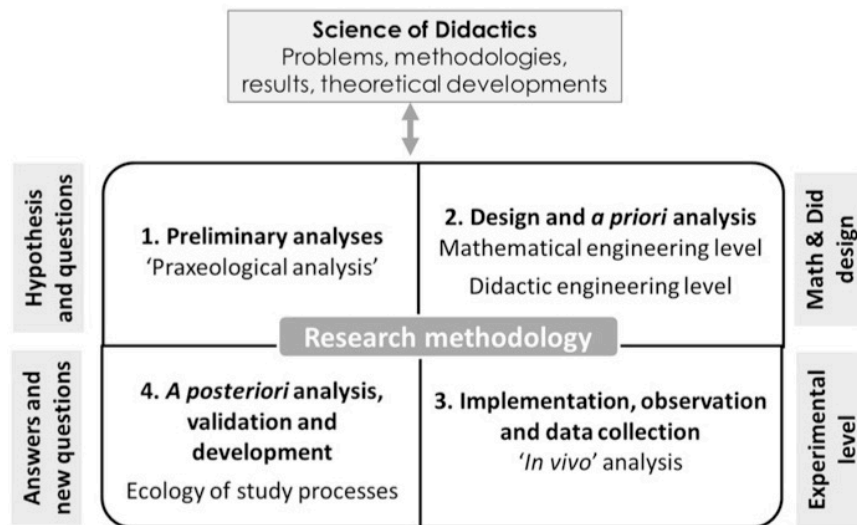 Science of Didactics
Problems, methodologies,
results, theoretical developments
Hypothesis
and questions
1. Preliminary analyses
‘Praxeological analysis’
2. Design and a priori analysis
Mathematical engineering level
Didactic engineering level
Math & Did
design
Research methodology
Answers and
new questions
4. A posteriori analysis,
validation and
development
Ecology of study processes
3. Implementation, observation
and data collection
‘In vivo’ analysis
Experimental
level